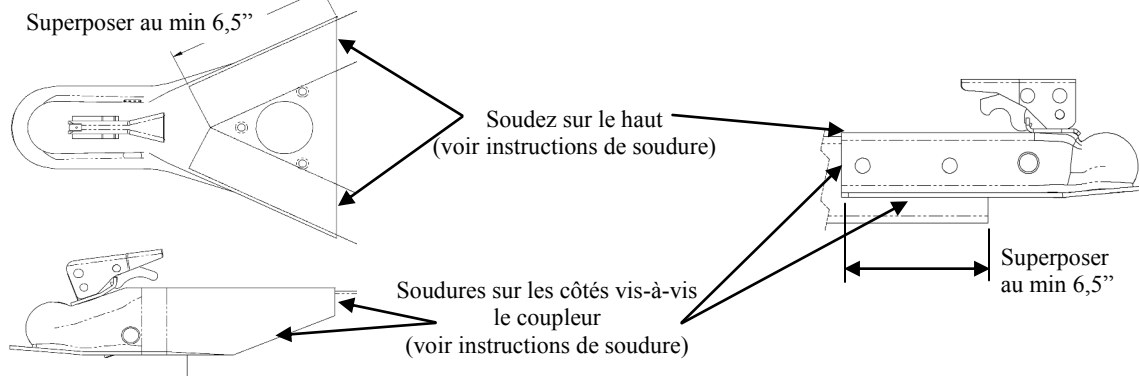 Superposer au min 6,5”
Soudez sur le haut
(voir instructions de soudure)
Superposer
au min 6,5”
Soudures sur les côtés vis-à-vis
le coupleur
(voir instructions de soudure)